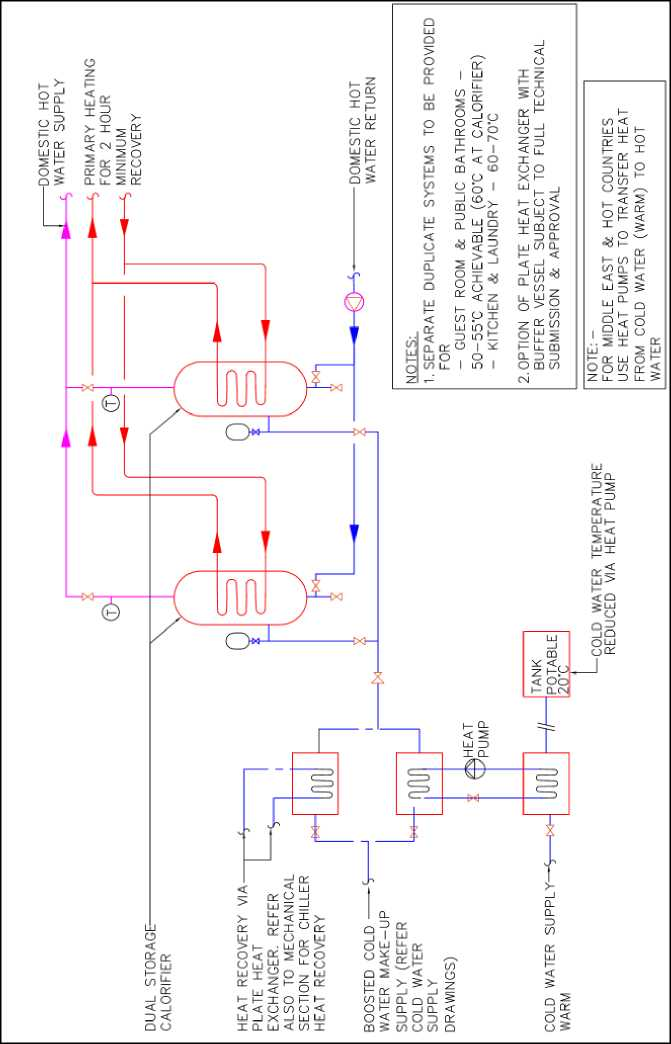 DOMESTIC HOT
WATER SUPPLY
PRIMARY HEATING
FOR 2 HOUR
MINIMUM
RECOVERY
DOMESTIC HOT
WATER RETURN
T
T
DUAL STORAGE
CALORIFIER
HEAT RECOVERY VIA
PLATE HEAT
EXCHANGER. REFER
ALSO TO MECHANICAL
SECTION FOR CHILLER
HEAT RECOVERY
BOOSTED COLD
WATER MAKE-UP
SUPPLY (REFER
COLD WATER
SUPPLY
DRAWINGS)
COLD WATER SUPPLY
WARM
HEAT
PUMP
TANK
POTABLE
20°C
COLD WATER TEMPERATURE
REDUCED VIA HEAT PUMP
NOTES:
1. SEPARATE DUPLICATE SYSTEMS TO BE PROVIDED
FOR
- GUEST ROOM & PUBLIC BATHROOMS -
50-55°C ACHIEVABLE (60°C AT CALORIFIER)
- KITCHEN & LAUNDRY - 60-70°C
2. OPTION OF PLATE HEAT EXCHANGER WITH
BUFFER VESSEL SUBJECT TO FULL TECHNICAL
SUBMISSION & APPROVAL
NOTE: -
FOR MIDDLE EAST & HOT COUNTRIES
USE HEAT PUMPS TO TRANSFER HEAT
FROM COLD WATER (WARM) TO HOT
WATER